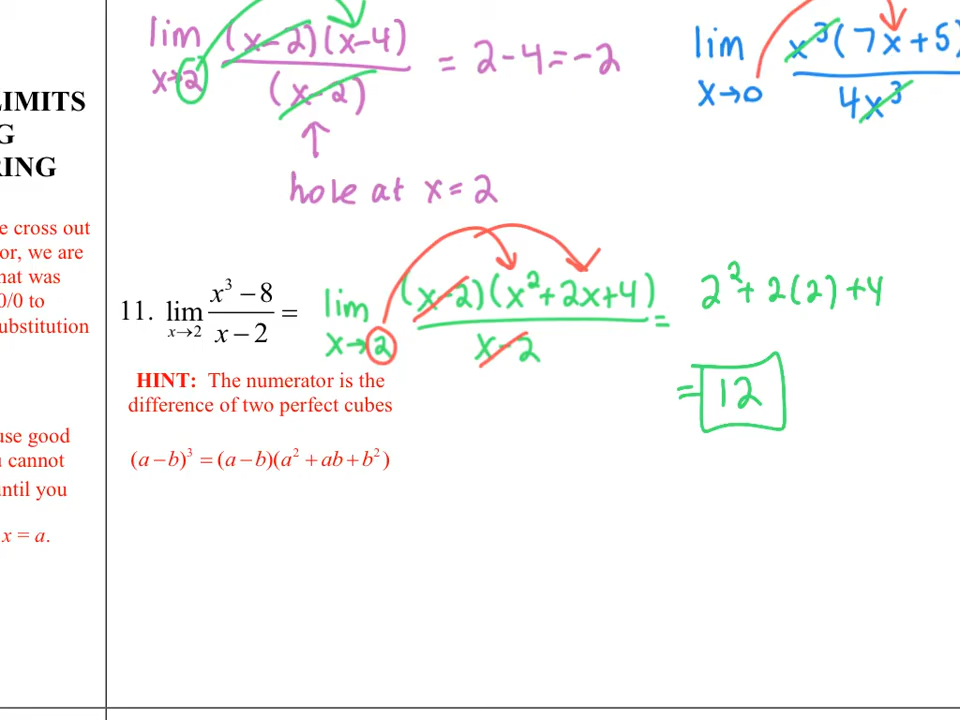 lim x→2 (x-2)(x-4) / (x-2) = 2-4=-2
↑
hole at x=2
lim x→0 x³(7x+5) / 4x³
LIMITS
G
RING
e cross out
or, we are
hat was
0/0 to
ubstitution
11. lim x→2 x³ − 8 / x − 2 = lim x→2 (x-2)(x²+2x+4) / x-2 = 2²+2(2)+4
= 12
HINT: The numerator is the
difference of two perfect cubes
(a − b)³ = (a − b)(a² + ab + b²)
use good
u cannot
until you
x = a.